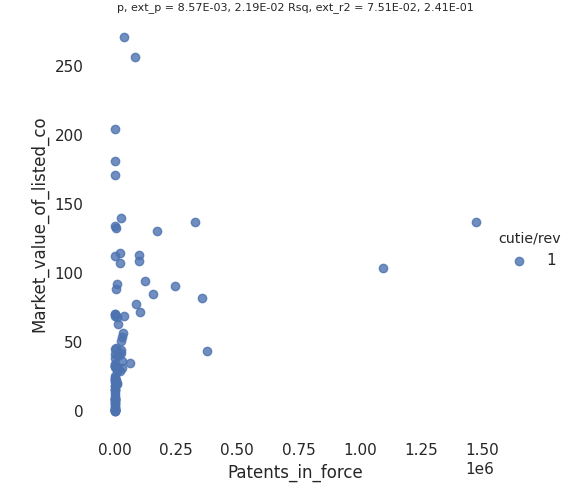 p, ext_p = 8.57E-03, 2.19E-02 Rsq, ext_r2 = 7.51E-02, 2.41E-01
Market_value_of_listed_co
250
200
150
100
50
0
cutie/rev
1
0.00 0.25 0.50 0.75 1.00 1.25 1.50
1e6
Patents_in_force